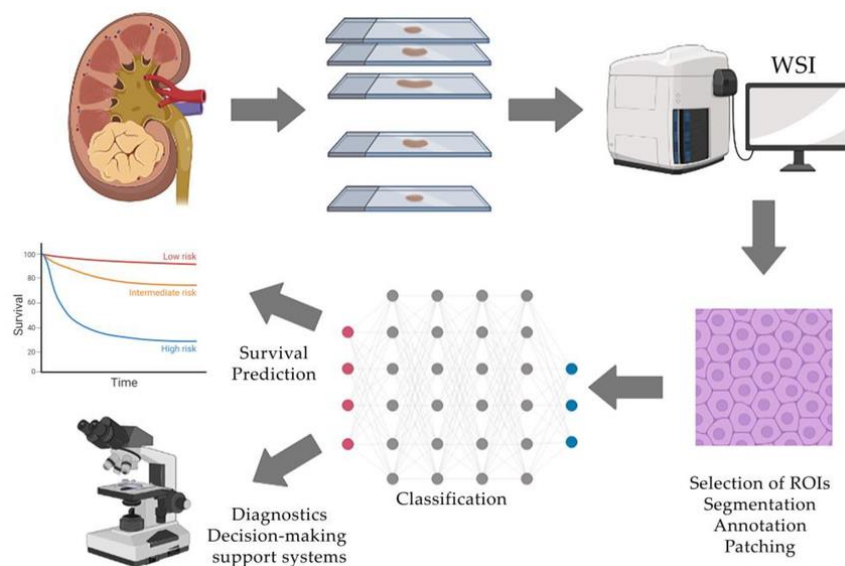 WSI
Selection of ROIs
Segmentation
Annotation
Patching
Classification
Survival
Prediction
Survival
100
80
60
40
20
0
Low risk
Intermediate risk
High risk
Time
Diagnostics
Decision-making
support systems